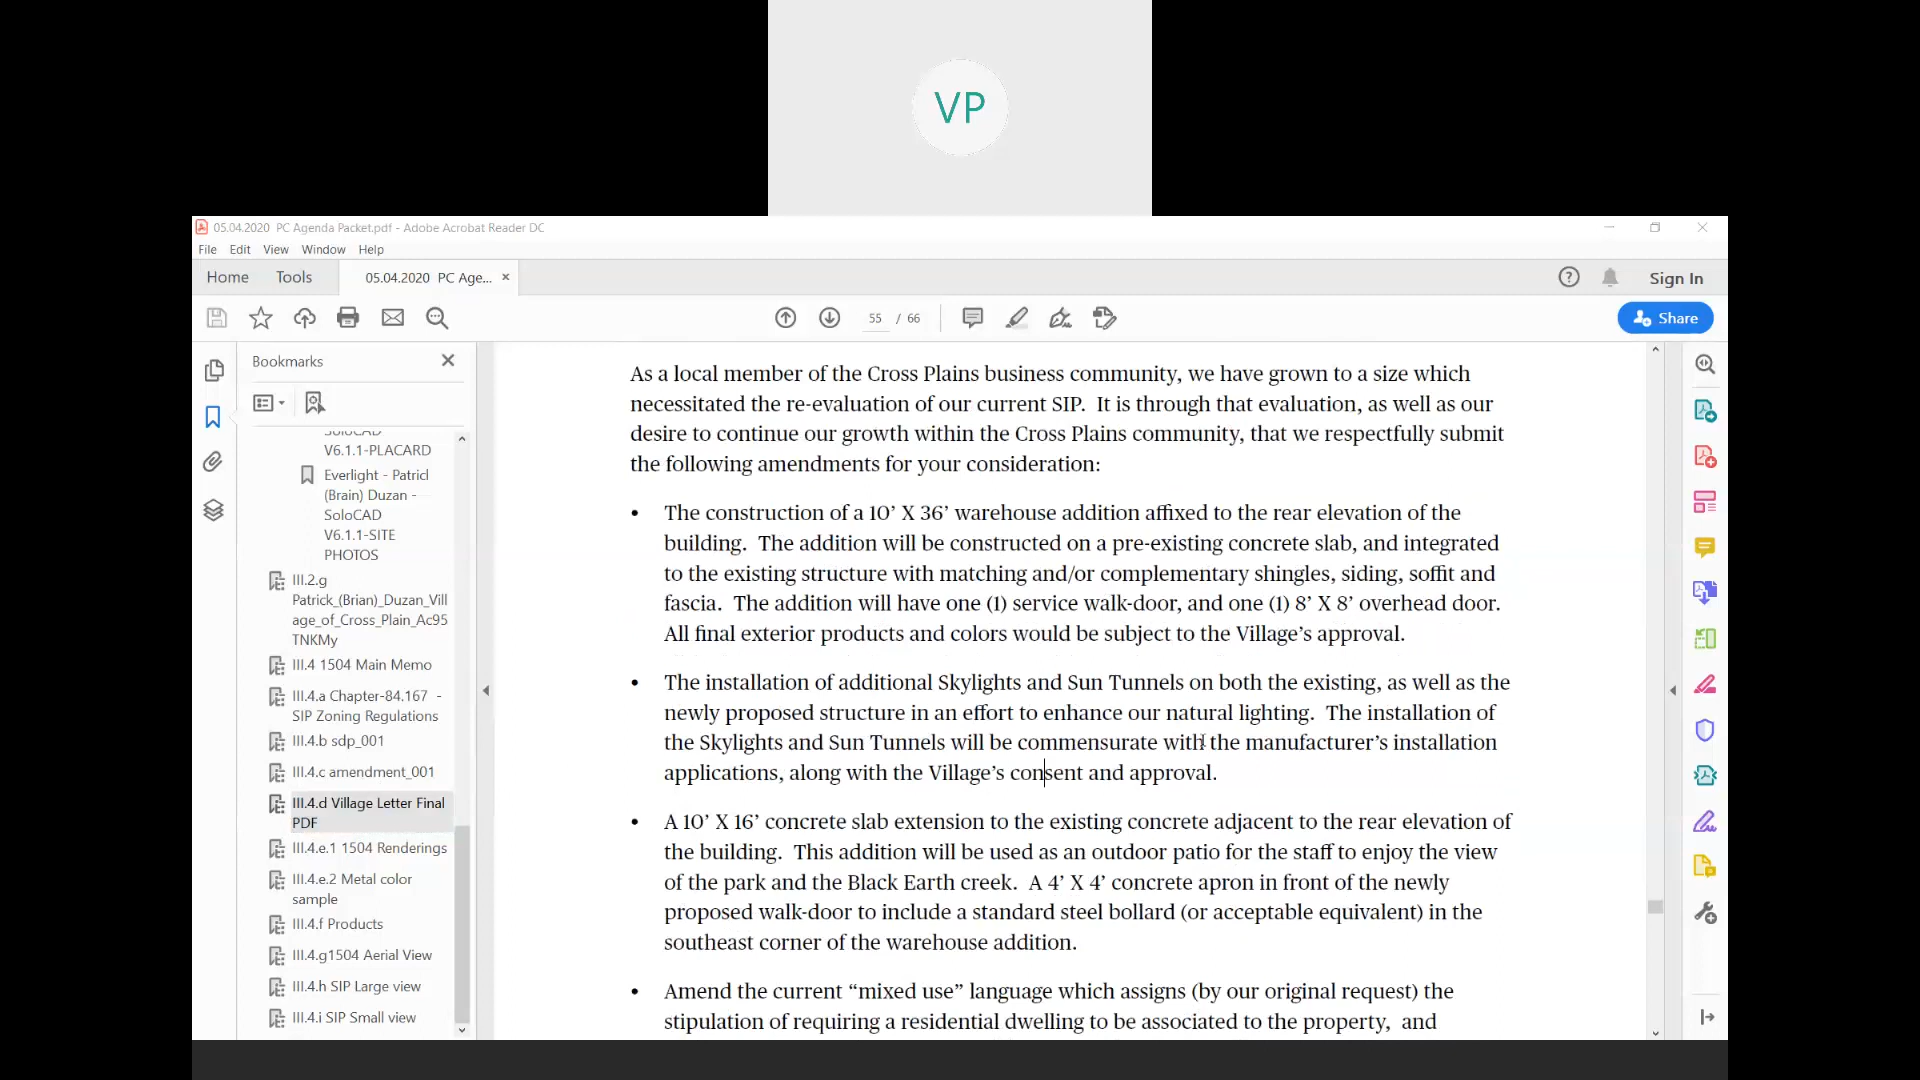 VP
05.04.2020 PC Agenda Packet.pdf - Adobe Acrobat Reader DC
File Edit View Window Help
Home Tools 05.04.2020 PC Age... × Sign In
55 / 66 Share
Bookmarks
SoloCAD
V6.1.1-PLACARD
Everlight - Patricl
(Brain) Duzan -
SoloCAD
V6.1.1-SITE
PHOTOS
III.2.g
Patrick_(Brian)_Duzan_Vill
age_of_Cross_Plain_Ac95
TNKMy
III.4 1504 Main Memo
III.4.a Chapter-84.167 -
SIP Zoning Regulations
III.4.b sdp_001
III.4.c amendment_001
III.4.d Village Letter Final
PDF
III.4.e.1 1504 Renderings
III.4.e.2 Metal color
sample
III.4.f Products
III.4.g1504 Aerial View
III.4.h SIP Large view
III.4.i SIP Small view
As a local member of the Cross Plains business community, we have grown to a size which
necessitated the re-evaluation of our current SIP. It is through that evaluation, as well as our
desire to continue our growth within the Cross Plains community, that we respectfully submit
the following amendments for your consideration:
• The construction of a 10’ X 36’ warehouse addition affixed to the rear elevation of the
building. The addition will be constructed on a pre-existing concrete slab, and integrated
to the existing structure with matching and/or complementary shingles, siding, soffit and
fascia. The addition will have one (1) service walk-door, and one (1) 8’ X 8’ overhead door.
All final exterior products and colors would be subject to the Village’s approval.
• The installation of additional Skylights and Sun Tunnels on both the existing, as well as the
newly proposed structure in an effort to enhance our natural lighting. The installation of
the Skylights and Sun Tunnels will be commensurate with the manufacturer’s installation
applications, along with the Village’s consent and approval.
• A 10’ X 16’ concrete slab extension to the existing concrete adjacent to the rear elevation of
the building. This addition will be used as an outdoor patio for the staff to enjoy the view
of the park and the Black Earth creek. A 4’ X 4’ concrete apron in front of the newly
proposed walk-door to include a standard steel bollard (or acceptable equivalent) in the
southeast corner of the warehouse addition.
• Amend the current “mixed use” language which assigns (by our original request) the
stipulation of requiring a residential dwelling to be associated to the property, and